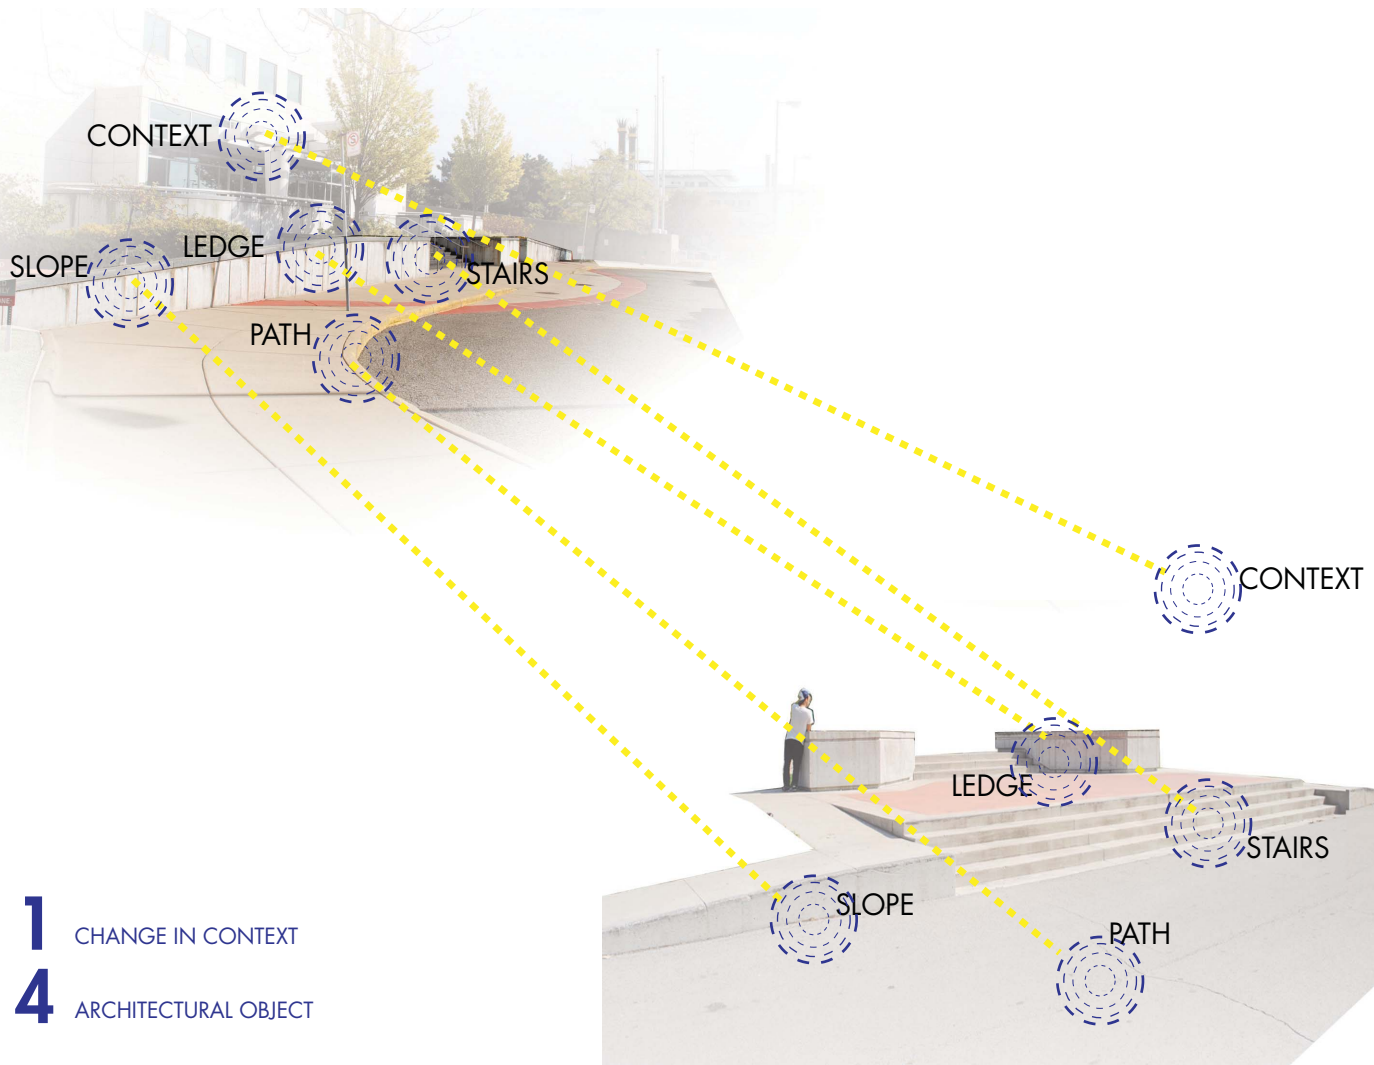 CONTEXT
LEDGE
SLOPE
STAIRS
PATH
CONTEXT
LEDGE
STAIRS
SLOPE
PATH
1 CHANGE IN CONTEXT
4 ARCHITECTURAL OBJECT